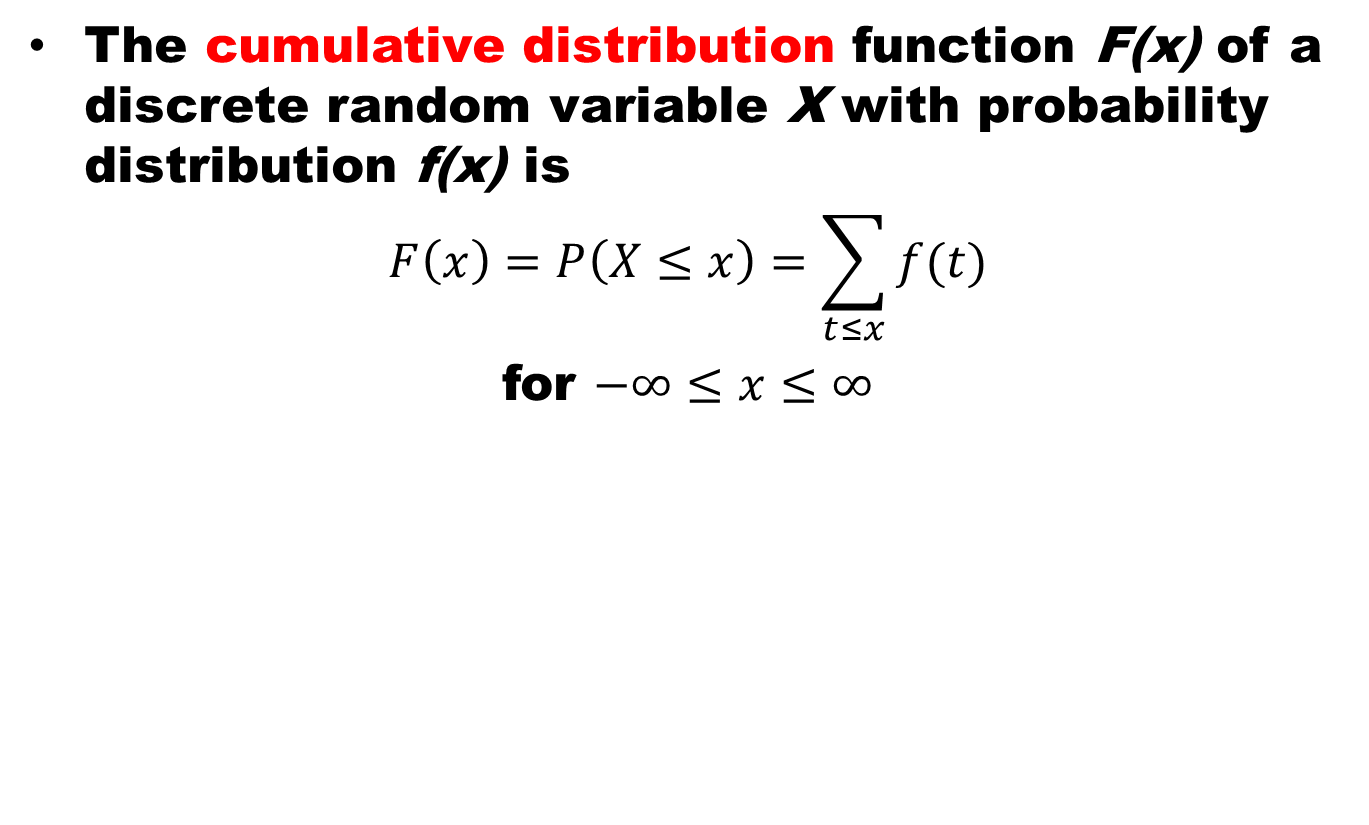 • The cumulative distribution function F(x) of a
discrete random variable X with probability
distribution f(x) is
F(x) = P(X ≤ x) = ∑ f(t)
t≤x
for −∞ ≤ x ≤ ∞